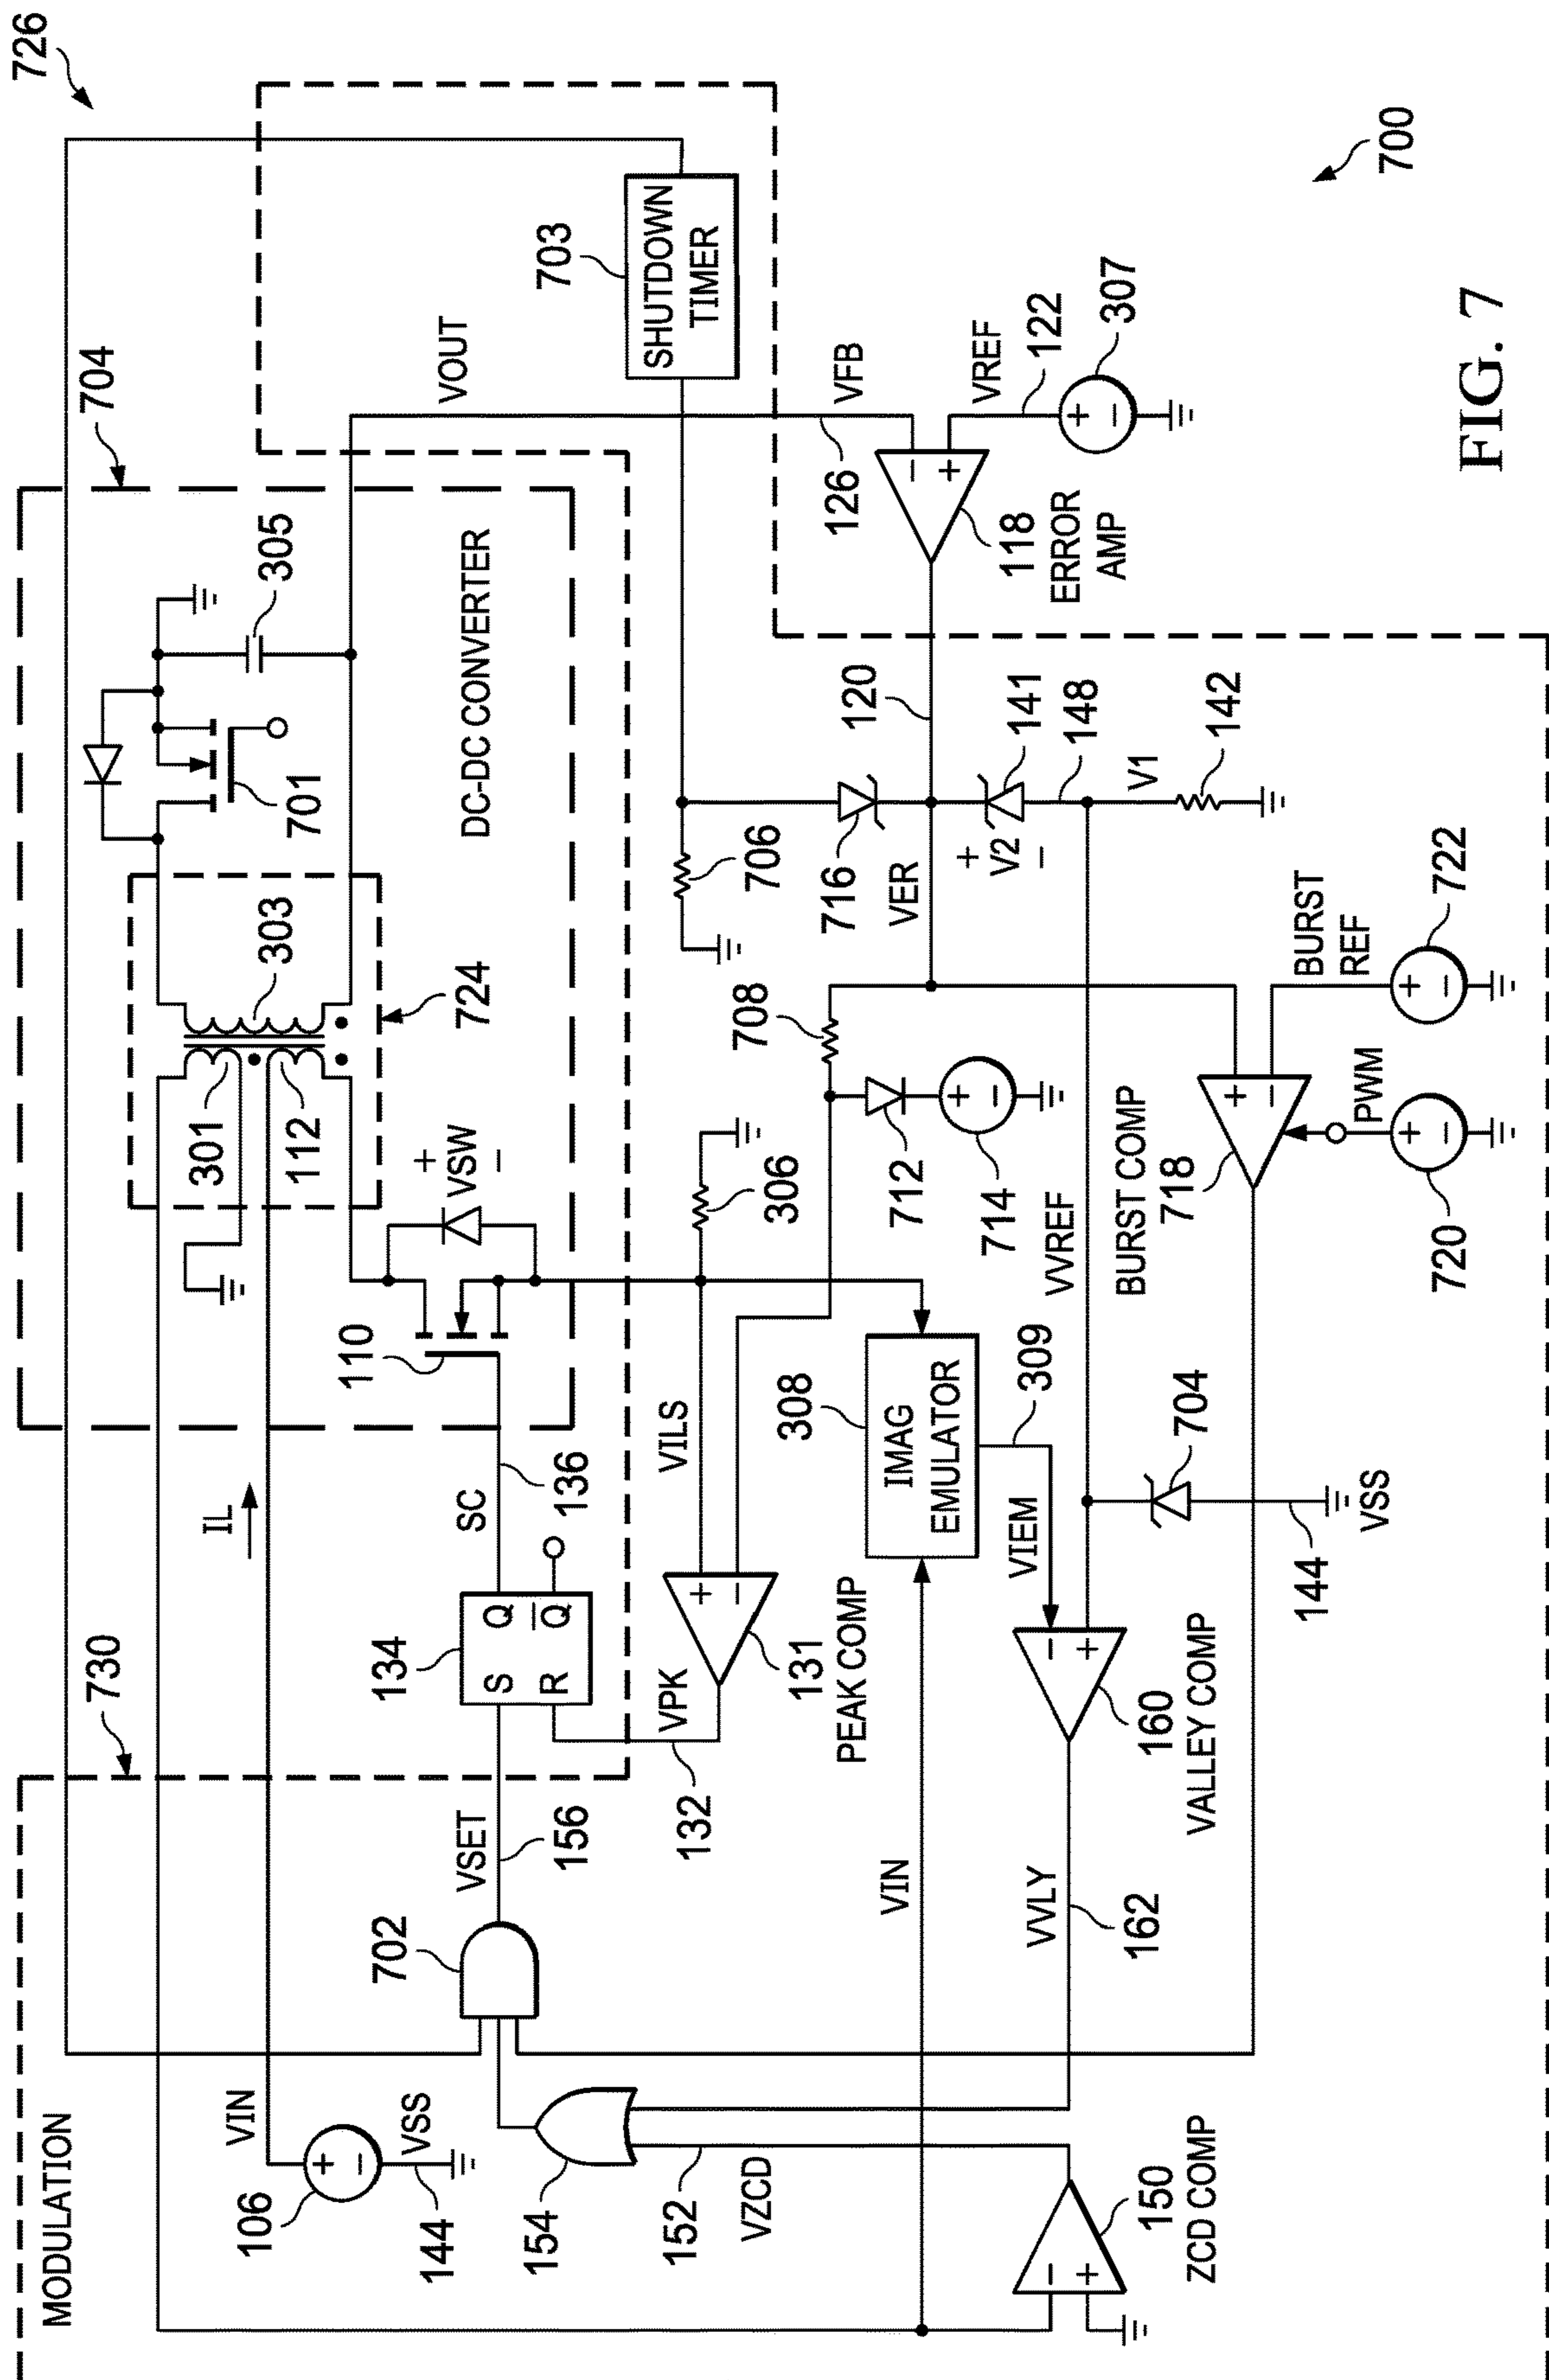 726
704
VOUT
703
SHUTDOWN
TIMER
305
701
DC-DC CONVERTER
303
724
301
112
+
VSW
−
110
IL
SC
136
730
MODULATION
VIN
106
+
−
VSS
144
702
VSET
156
134
S
Q
R
Q
VPK
132
VILS
306
+
−
131
PEAK COMP
706
716
VER
708
712
714
+
−
120
141
148
+
V2
−
V1
142
VFB
126
−
+
118
ERROR
AMP
VREF
122
307
+
−
308
IMAG
EMULATOR
309
VIEM
VIN
VVREF
BURST COMP
718
+
−
BURST
REF
722
+
−
PWM
720
+
−
704
144
VSS
−
+
160
VALLEY COMP
VVLY
162
154
152
VZCD
−
+
150
ZCD COMP
700
FIG. 7